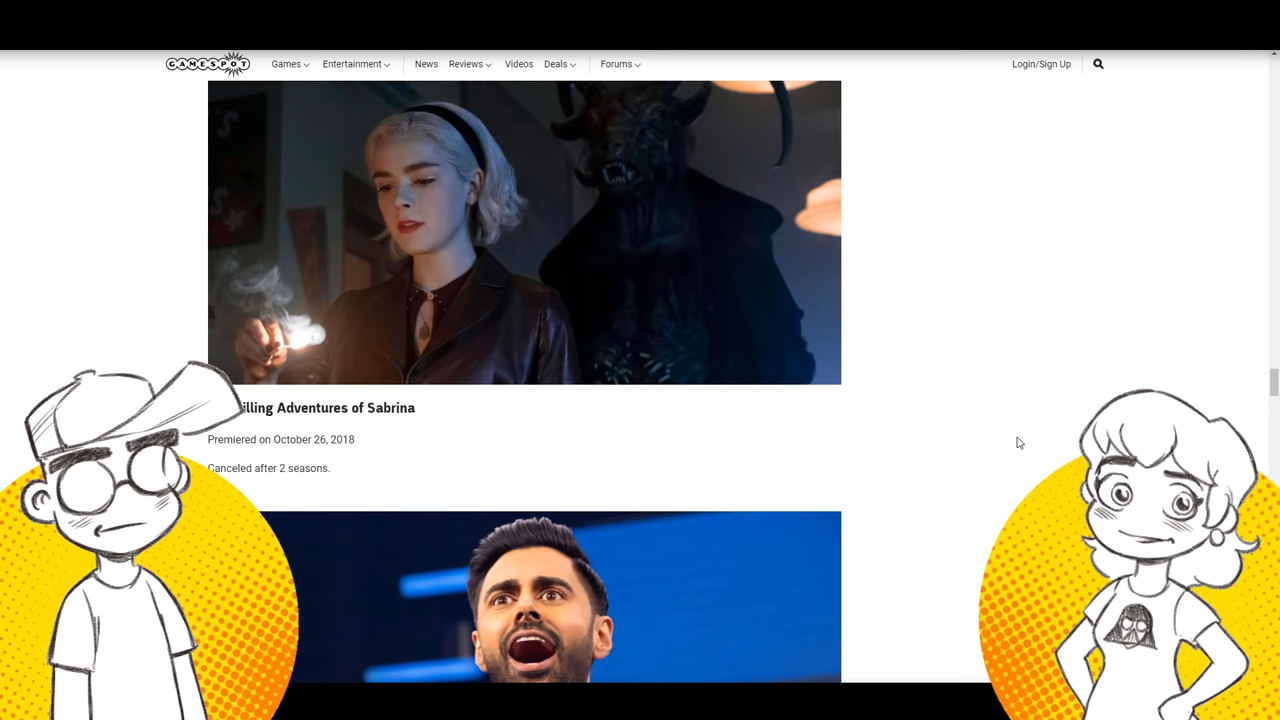 GAMESPOT Games Entertainment News Reviews Videos Deals Forums Login/Sign Up
illing Adventures of Sabrina
Premiered on October 26, 2018
Canceled after 2 seasons.